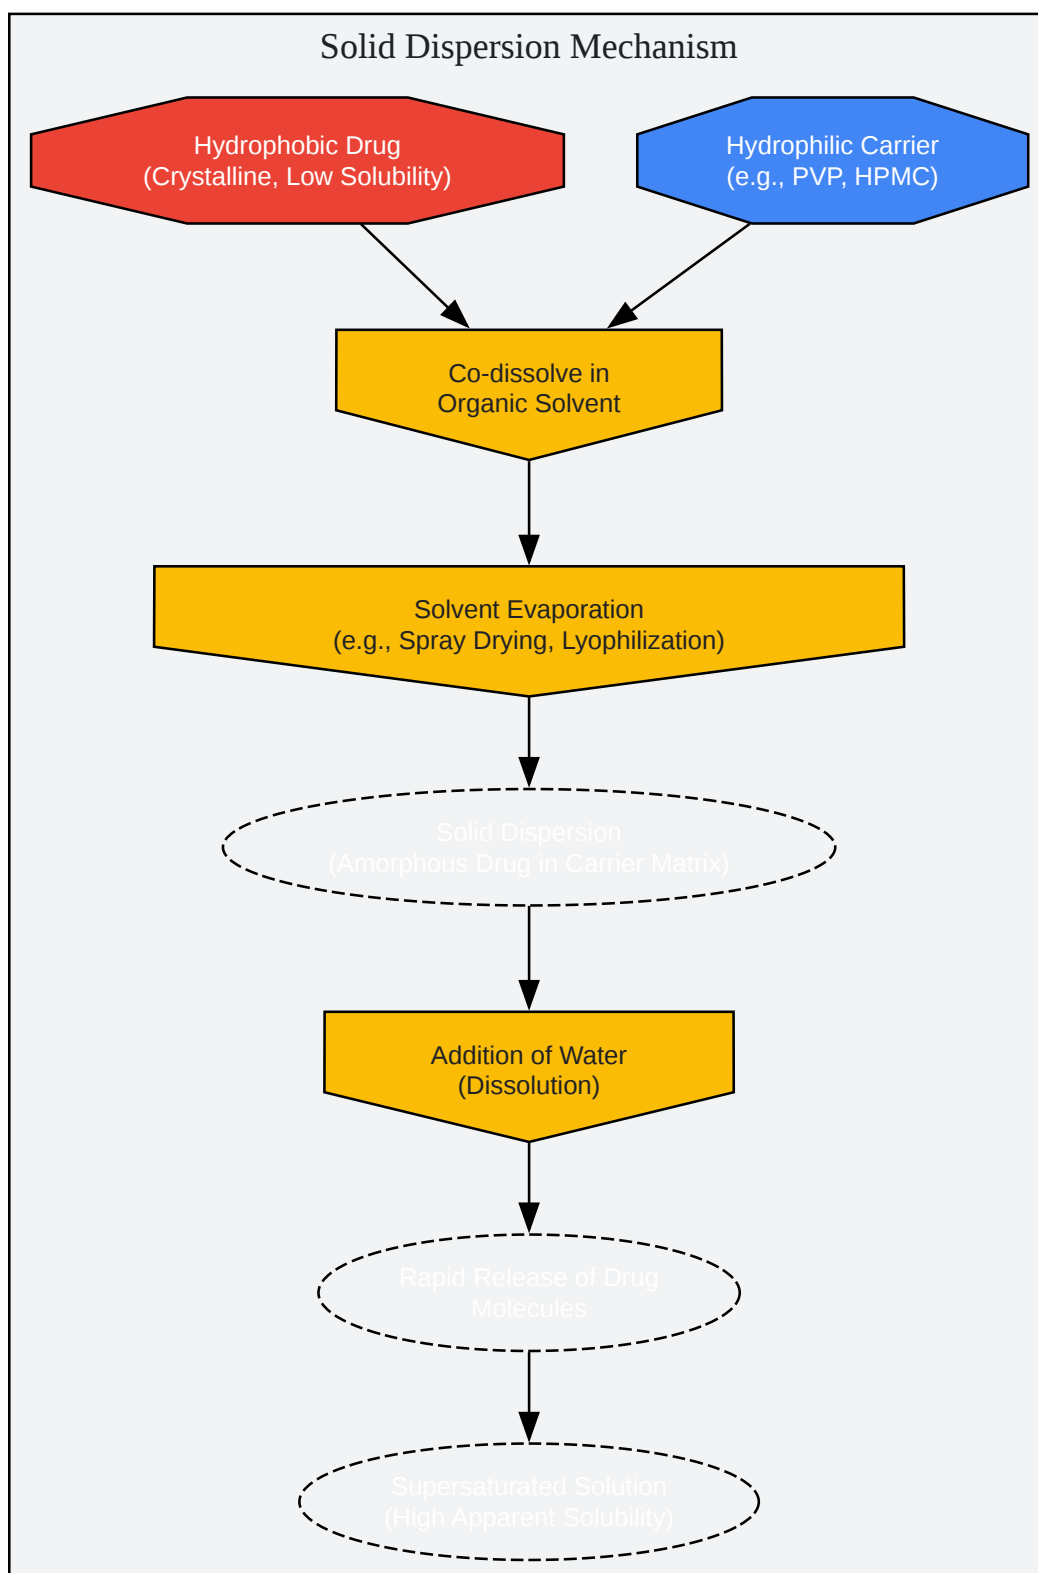 Solid Dispersion Mechanism
Hydrophobic Drug
(Crystalline, Low Solubility)
Hydrophilic Carrier
(e.g., PVP, HPMC)
Co-dissolve in
Organic Solvent
Solvent Evaporation
(e.g., Spray Drying, Lyophilization)
Solid Dispersion
(Amorphous Drug in Carrier Matrix)
Addition of Water
(Dissolution)
Rapid Release of Drug
Molecules
Supersaturated Solution
(High Apparent Solubility)